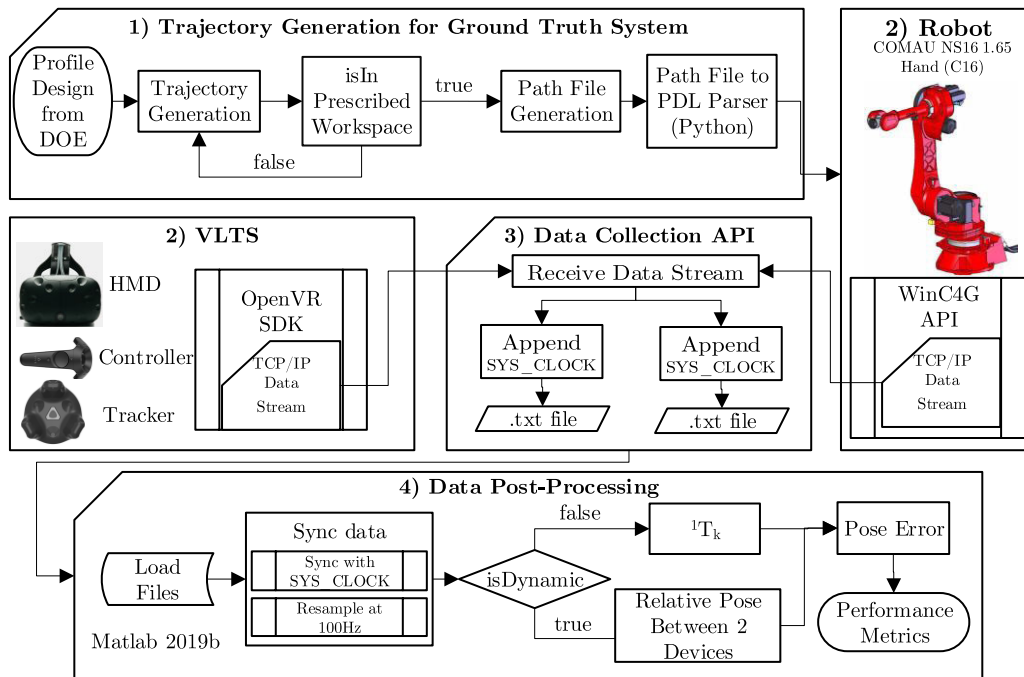 1) Trajectory Generation for Ground Truth System
Profile
Design
from
DOE
Trajectory
Generation
isIn
Prescribed
Workspace
true
false
Path File
Generation
Path File to
PDL Parser
(Python)
2) Robot
COMAU NS16 1.65
Hand (C16)
WinC4G
API
TCP/IP
Data
Stream
2) VLTS
HMD
Controller
Tracker
OpenVR
SDK
TCP/IP
Data
Stream
3) Data Collection API
Receive Data Stream
Append
SYS_CLOCK
.txt file
Append
SYS_CLOCK
.txt file
4) Data Post-Processing
Load
Files
Matlab 2019b
Sync data
Sync with
SYS_CLOCK
Resample at
100Hz
isDynamic
false
true
¹Tₖ
Relative Pose
Between 2
Devices
Pose Error
Performance
Metrics